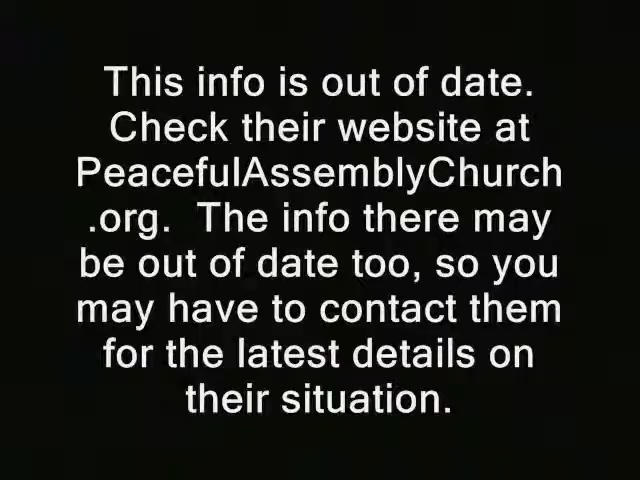 This info is out of date.
Check their website at
PeacefulAssemblyChurch
.org.  The info there may
be out of date too, so you
may have to contact them
for the latest details on
their situation.